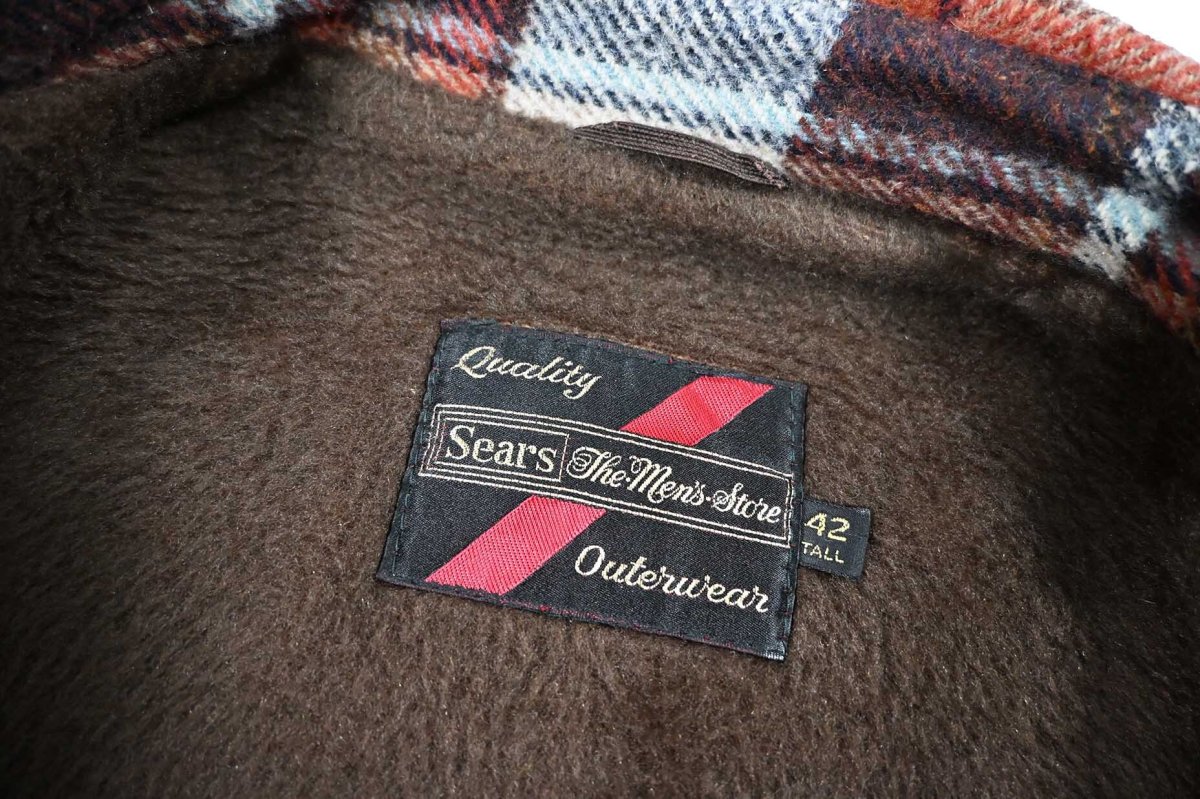 Quality
Sears The·Men's·Store
Outerwear
42
TALL